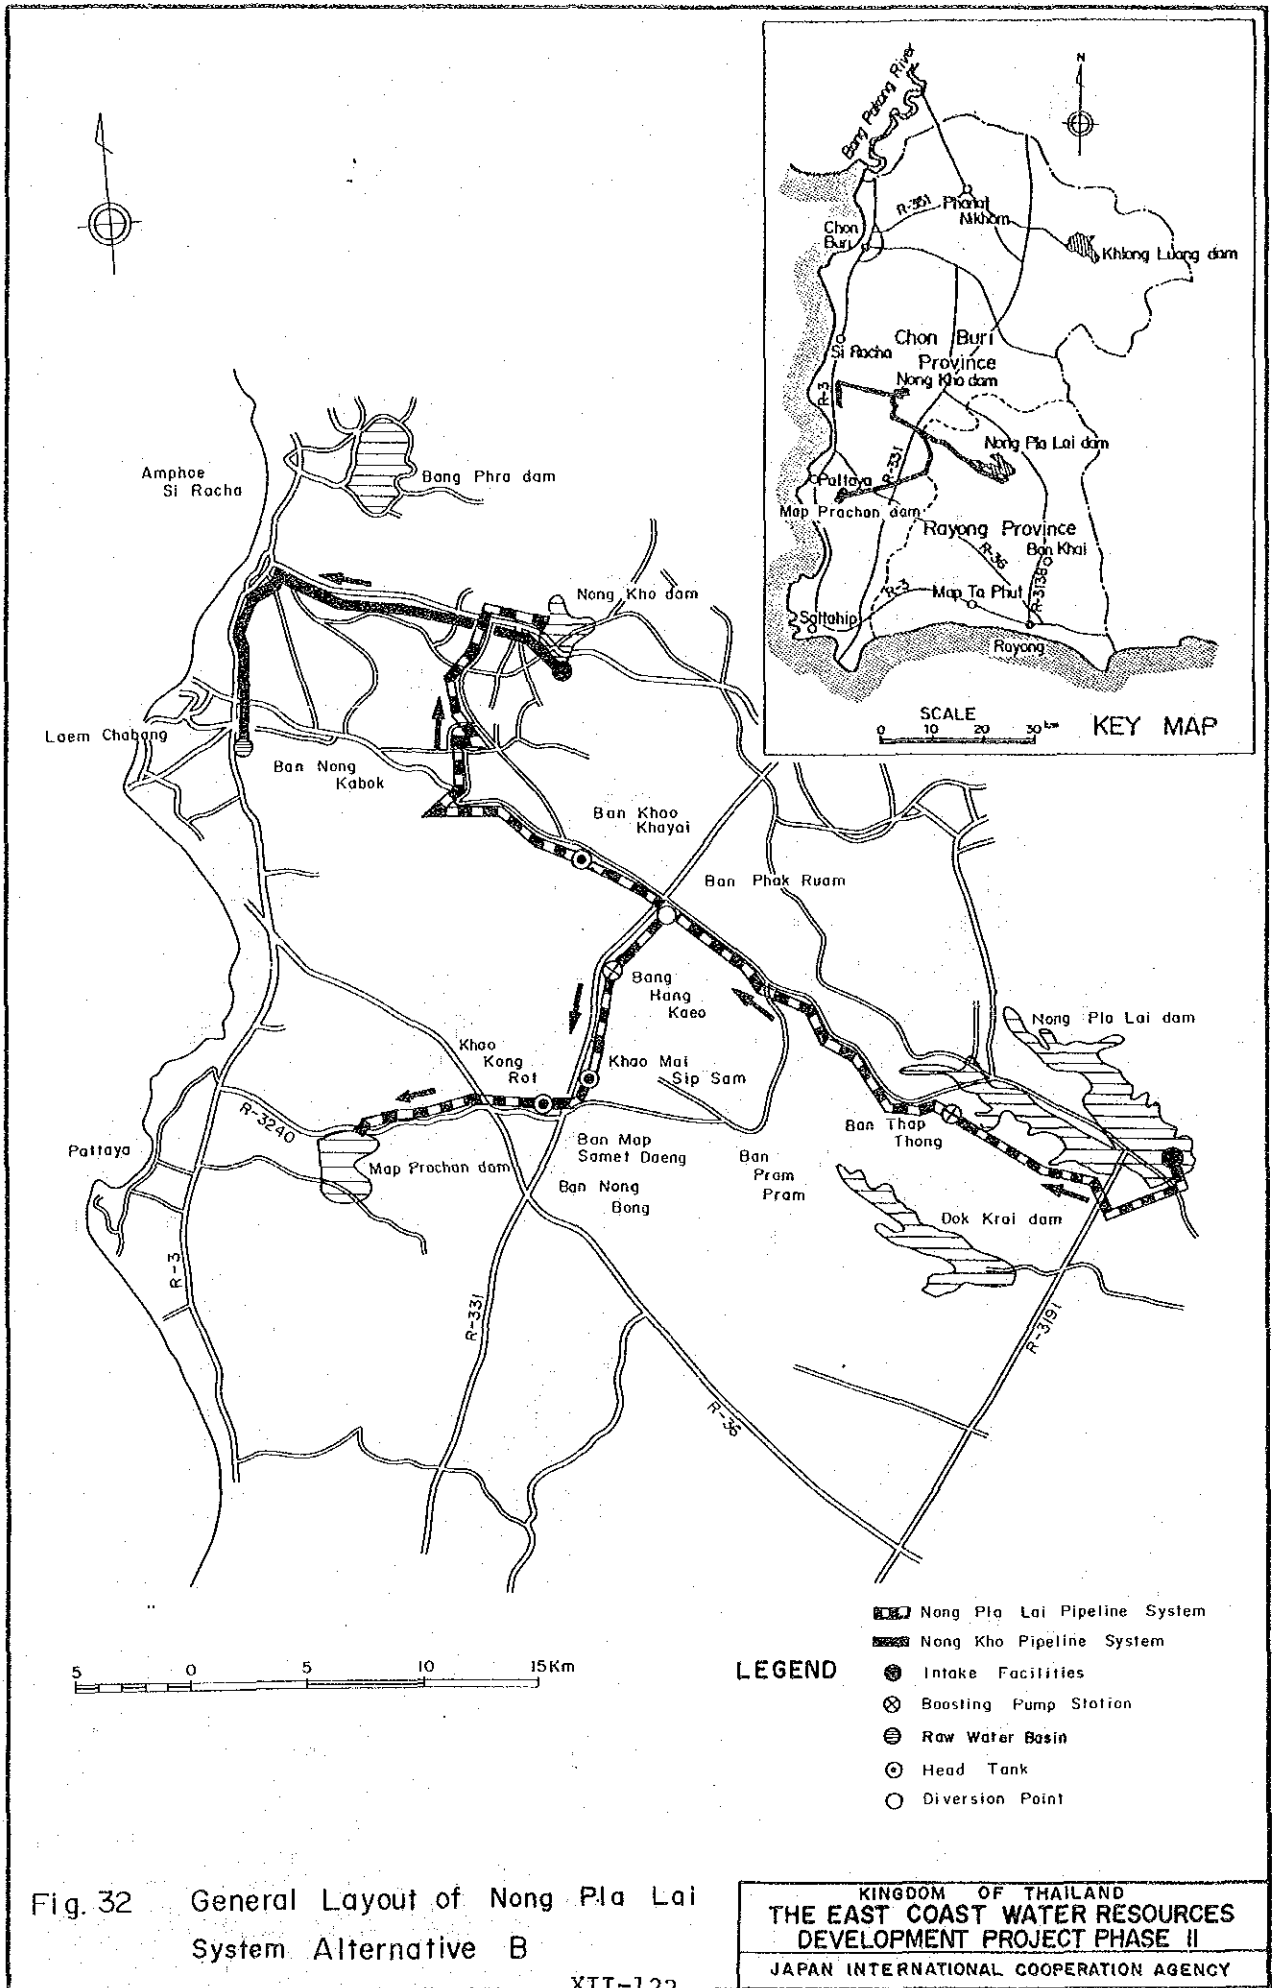 N
Bang Pakong River
R-331
Phanat
Nikhom
Chon
Buri
Khlong Luang dam
Si Racha
Chon Buri
Province
Nong Kho dam
R-3
Nong Pla Lai dam
R-331
Pattaya
Map Prachan dam
Rayong Province
R-36
Ban Khai
R-3138
R-3
Map Ta Phut
Sattahip
Rayong
SCALE
0 10 20 30 km
KEY MAP
Amphoe
Si Racha
Bang Phra dam
Nong Kho dam
Laem Chabang
Ban Nong
Kabok
Ban Khao
Khayai
Ban Phak Ruam
Bang
Hang
Kaeo
Nong Pla Lai dam
Khao
Kong
Rot
Khao Mai
Sip Sam
R-3240
Ban Thap
Thong
Pattaya
Map Prachan dam
Ban Map
Samet Daeng
Ban
Pram
Pram
Ban Nong
Bong
Dok Krai dam
R-3
R-331
R-3191
R-36
5 0 5 10 15 Km
LEGEND
Nong Pla Lai Pipeline System
Nong Kho Pipeline System
Intake Facilities
Boosting Pump Station
Raw Water Basin
Head Tank
Diversion Point
Fig. 32 General Layout of Nong Pla Lai
System Alternative B
KINGDOM OF THAILAND
THE EAST COAST WATER RESOURCES
DEVELOPMENT PROJECT PHASE II
JAPAN INTERNATIONAL COOPERATION AGENCY
XII-122